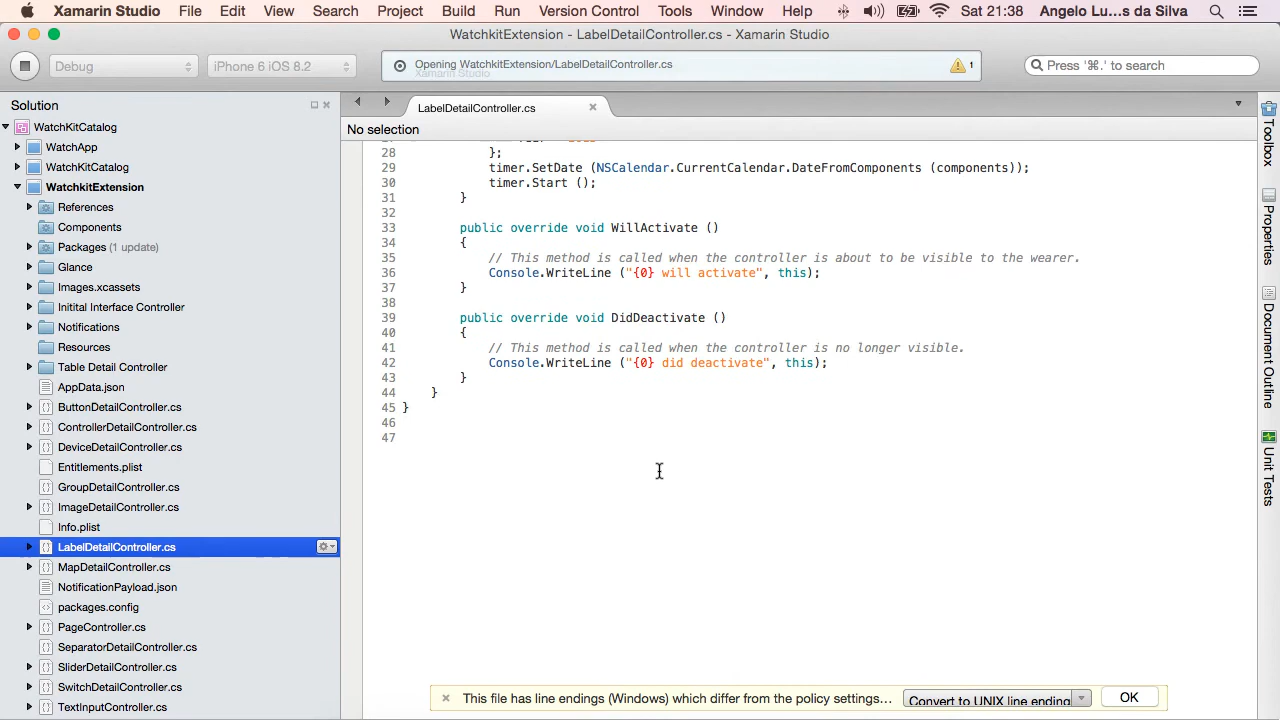 Xamarin Studio File Edit View Search Project Build Run Version Control Tools Window Help Sat 21:38 Angelo Lu...s da Silva
WatchkitExtension - LabelDetailController.cs - Xamarin Studio
Debug iPhone 6 iOS 8.2 Opening WatchkitExtension/LabelDetailController.cs 1 Press '⌘.' to search
Xamarin Studio
Solution
WatchKitCatalog
WatchApp
WatchKitCatalog
WatchkitExtension
References
Components
Packages (1 update)
Glance
Images.xcassets
Initital Interface Controller
Notifications
Resources
Table Detail Controller
AppData.json
ButtonDetailController.cs
ControllerDetailController.cs
DeviceDetailController.cs
Entitlements.plist
GroupDetailController.cs
ImageDetailController.cs
Info.plist
LabelDetailController.cs
MapDetailController.cs
NotificationPayload.json
packages.config
PageController.cs
SeparatorDetailController.cs
SliderDetailController.cs
SwitchDetailController.cs
TextInputController.cs
LabelDetailController.cs
No selection
28 };
29 timer.SetDate (NSCalendar.CurrentCalendar.DateFromComponents (components));
30 timer.Start ();
31 }
32
33 public override void WillActivate ()
34 {
35 // This method is called when the controller is about to be visible to the wearer.
36 Console.WriteLine ("{0} will activate", this);
37 }
38
39 public override void DidDeactivate ()
40 {
41 // This method is called when the controller is no longer visible.
42 Console.WriteLine ("{0} did deactivate", this);
43 }
44 }
45 }
46
47
This file has line endings (Windows) which differ from the policy settings... Convert to UNIX line ending OK
Toolbox
Properties
Document Outline
Unit Tests